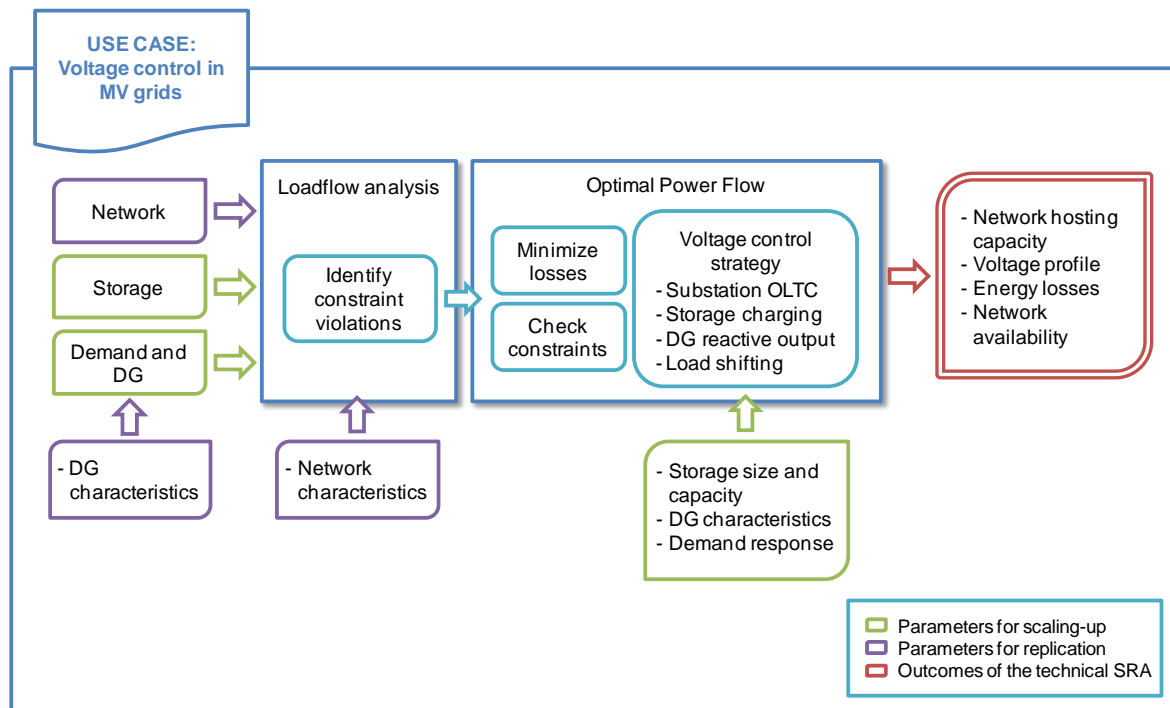 USE CASE:
Voltage control in
MV grids
Network
Storage
Demand and
DG
- DG
characteristics
Loadflow analysis
Identify
constraint
violations
- Network
characteristics
Optimal Power Flow
Minimize
losses
Check
constraints
Voltage control
strategy
- Substation OLTC
- Storage charging
- DG reactive output
- Load shifting
- Storage size and
capacity
- DG characteristics
- Demand response
- Network hosting
capacity
- Voltage profile
- Energy losses
- Network
availability
Parameters for scaling-up
Parameters for replication
Outcomes of the technical SRA